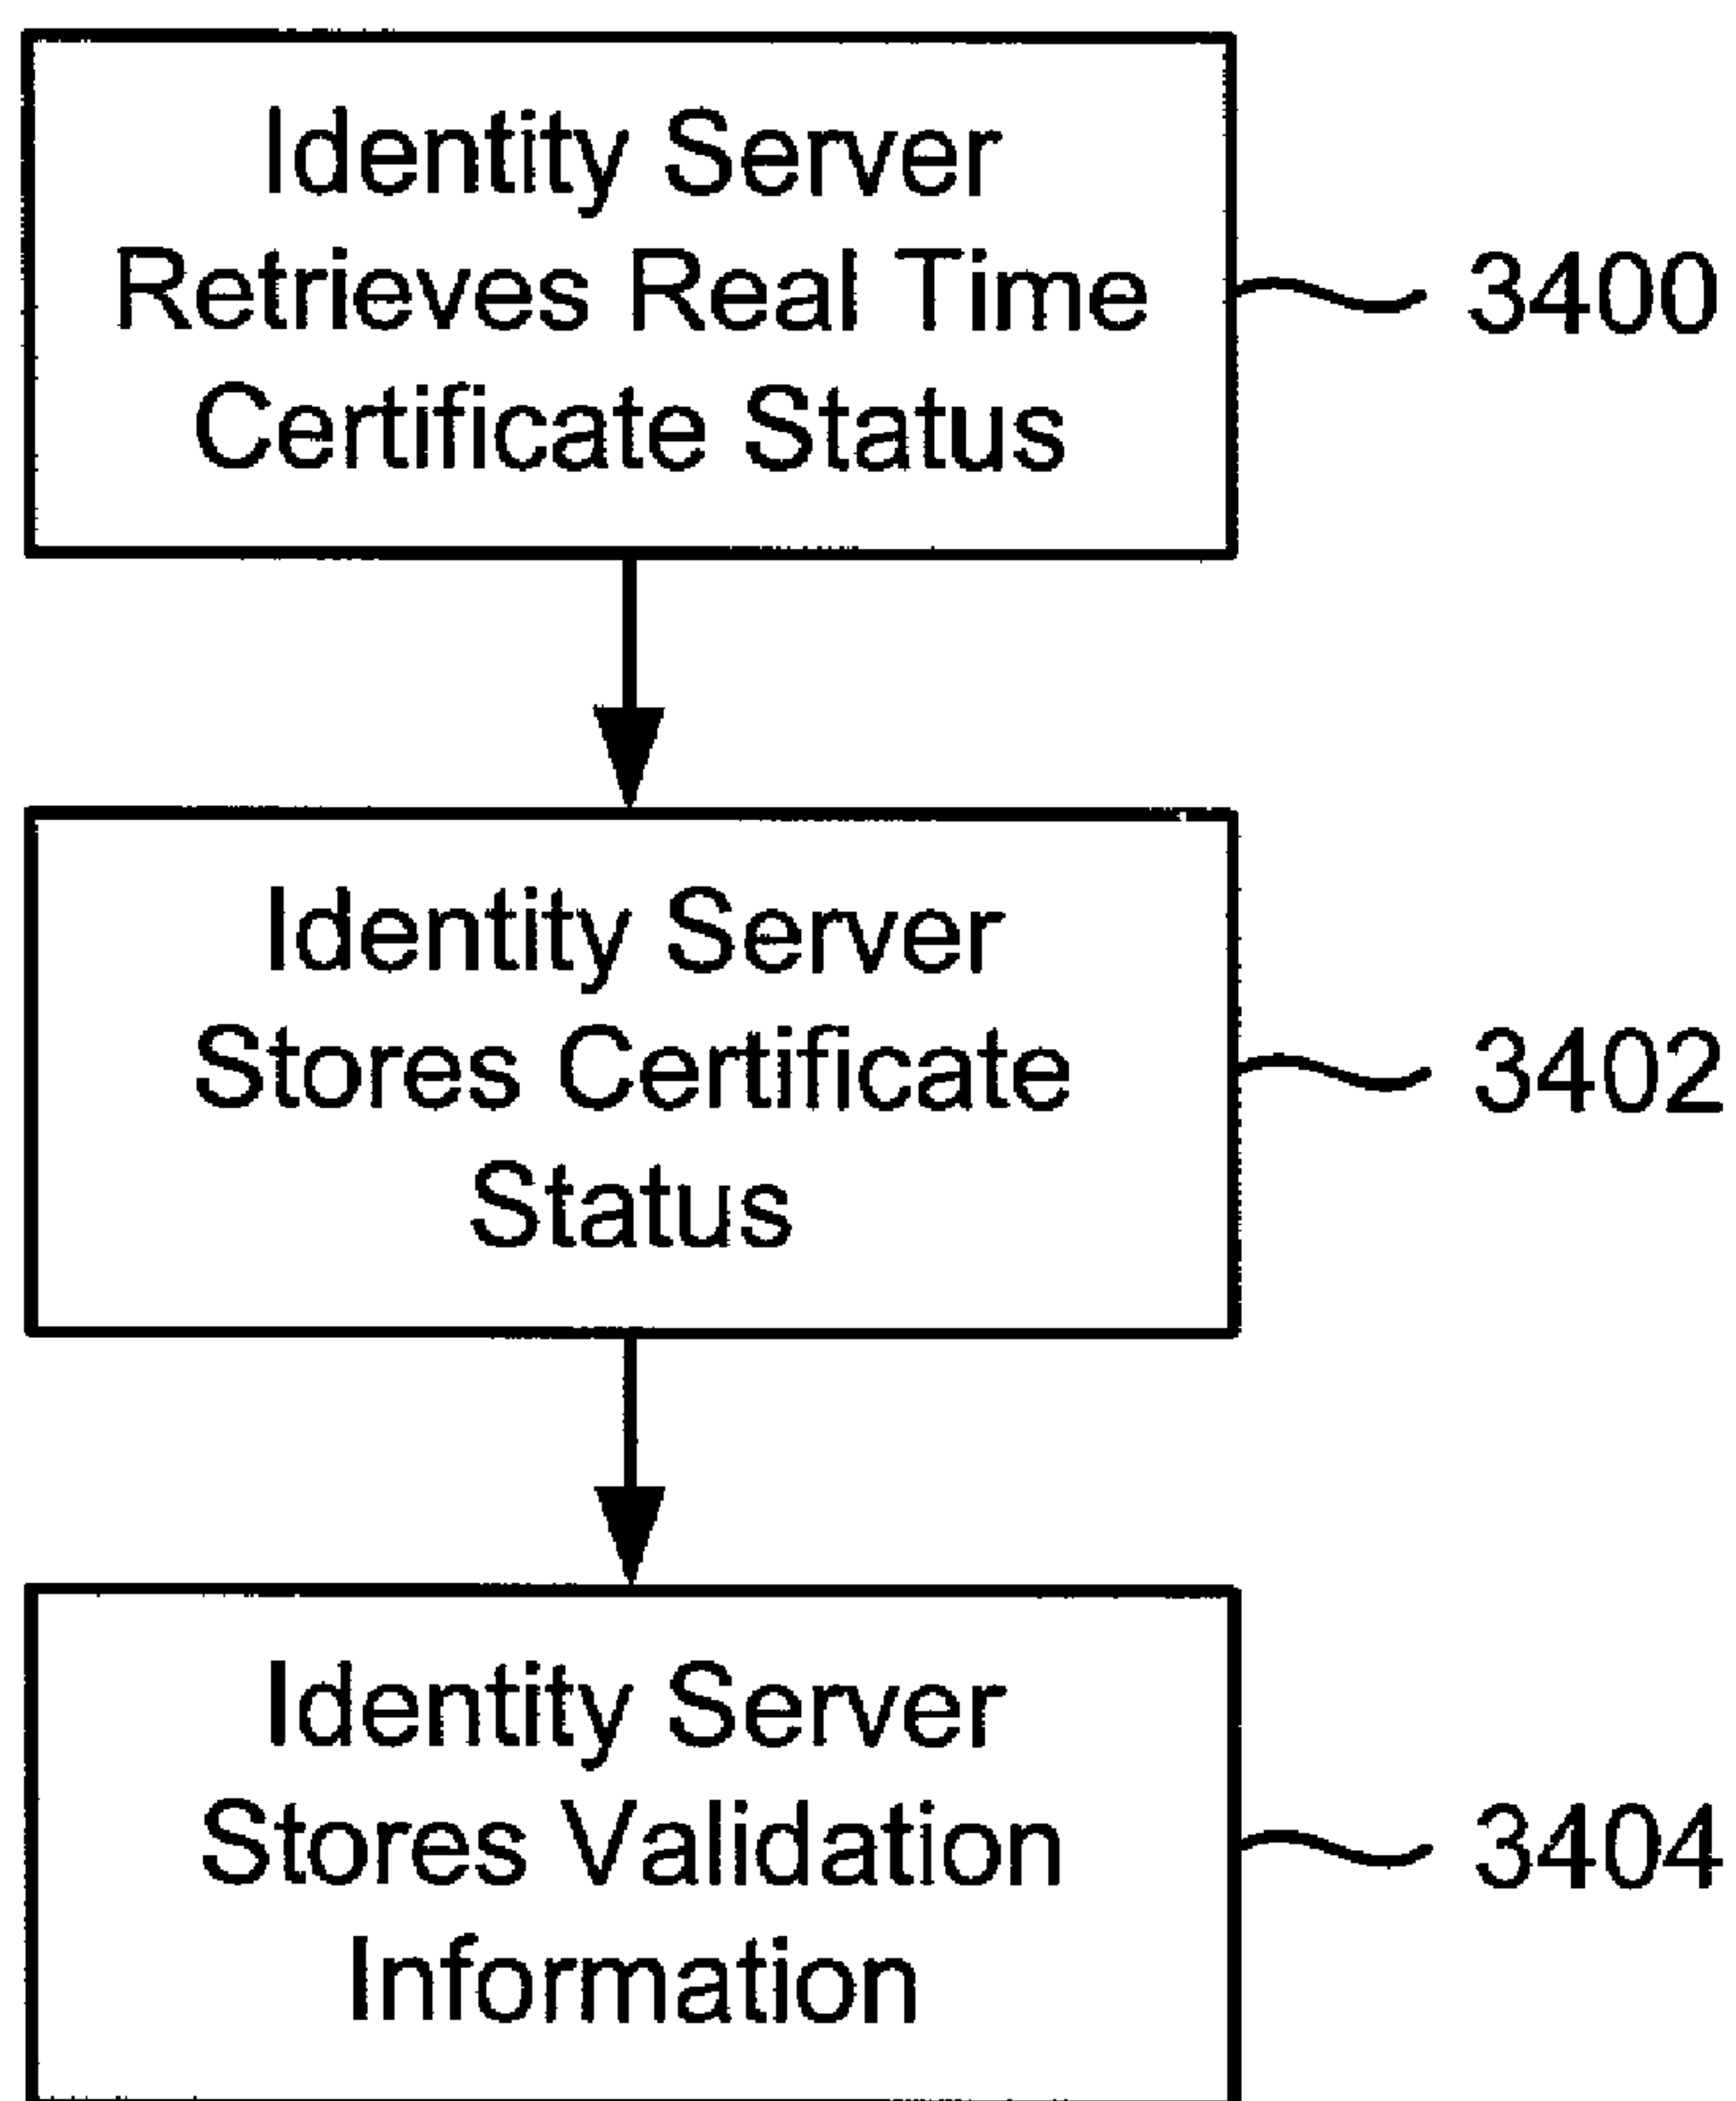 Identity Server
Retrieves Real Time
Certificate Status
3400
Identity Server
Stores Certificate
Status
3402
Identity Server
Stores Validation
Information
3404